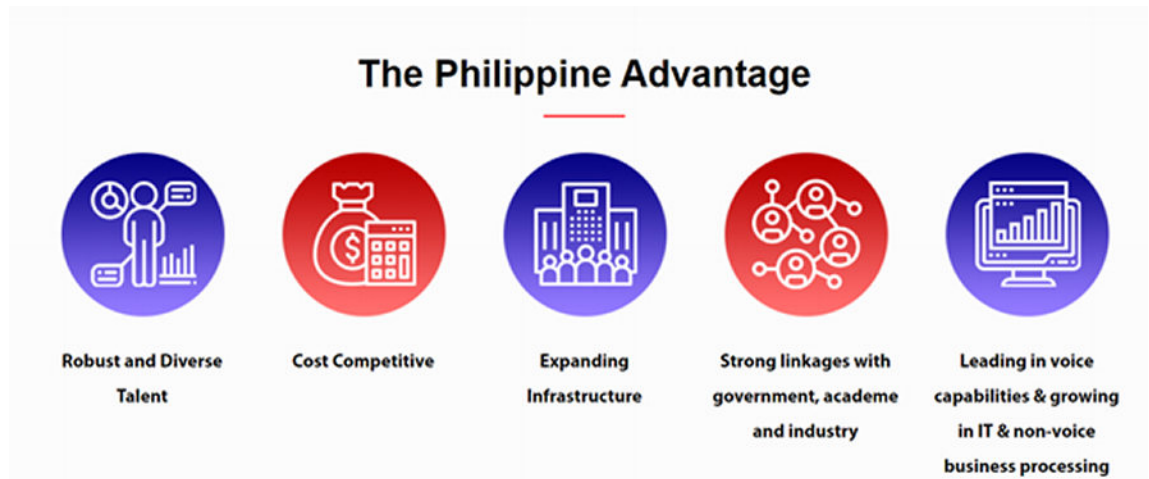 The Philippine Advantage
Robust and Diverse
Talent
Cost Competitive
Expanding
Infrastructure
Strong linkages with
government, academe
and industry
Leading in voice
capabilities & growing
in IT & non-voice
business processing